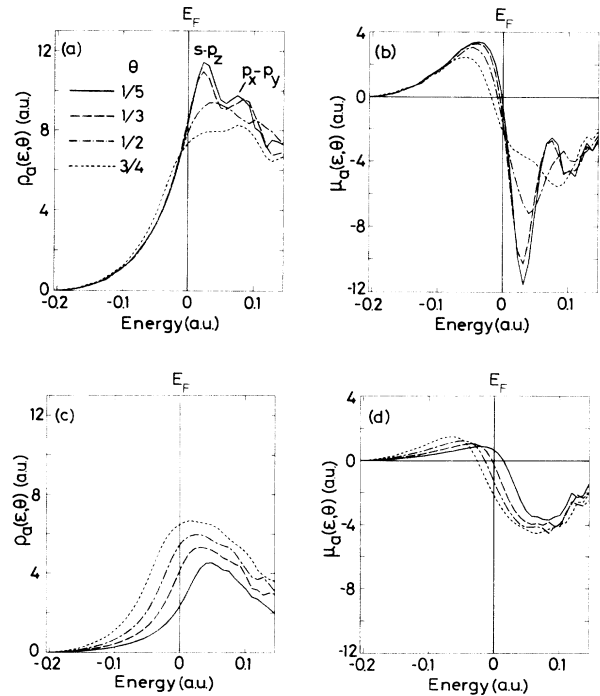 E_F
(a)
12
8
4
0
ρ_a(ε,θ) (a.u.)
θ
1/5
1/3
1/2
3/4
s-p_z
p_x-p_y
-0.2 -0.1 0 0.1
Energy (a.u.)
E_F
(b)
4
0
-4
-8
-12
μ_a(ε,θ) (a.u.)
-0.2 -0.1 0 0.1
Energy (a.u.)
E_F
(c)
12
8
4
0
ρ_a(ε,θ) (a.u.)
-0.2 -0.1 0 0.1
Energy (a.u.)
E_F
(d)
4
0
-4
-8
-12
μ_a(ε,θ) (a.u.)
-0.2 -0.1 0 0.1
Energy (a.u.)